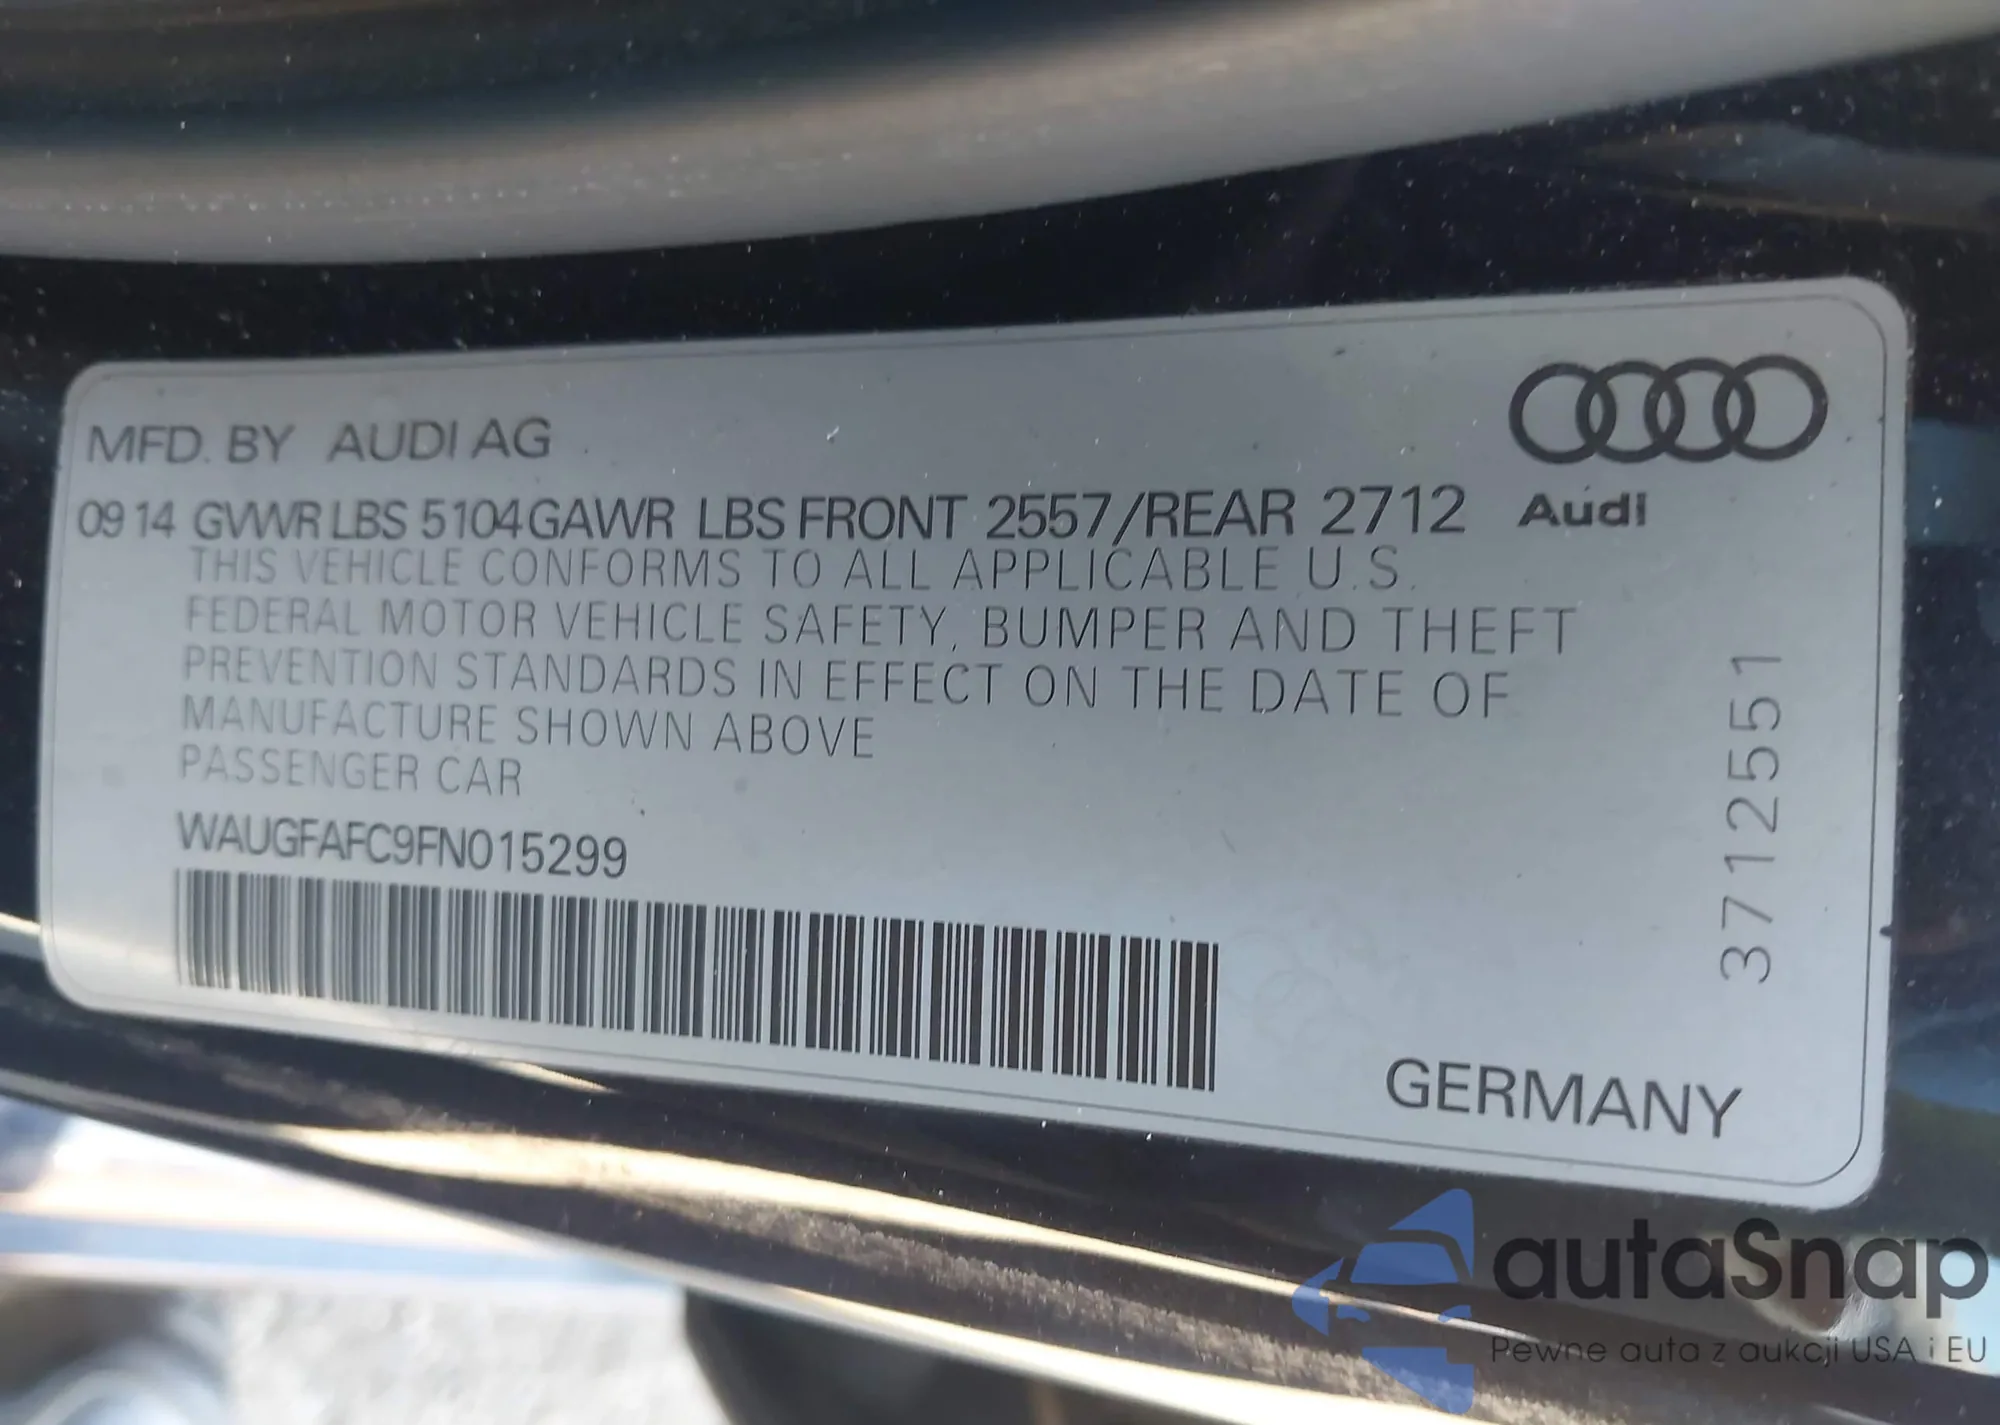 MFD. BY AUDI AG
09 14 GVWR LBS 5104 GAWR LBS FRONT 2557/REAR 2712
Audi
THIS VEHICLE CONFORMS TO ALL APPLICABLE U.S.
FEDERAL MOTOR VEHICLE SAFETY, BUMPER AND THEFT
PREVENTION STANDARDS IN EFFECT ON THE DATE OF
MANUFACTURE SHOWN ABOVE
PASSENGER CAR
WAUGFAFC9FN015299
3712551
GERMANY
autaSnap
Pewne auta z aukcji USA i EU